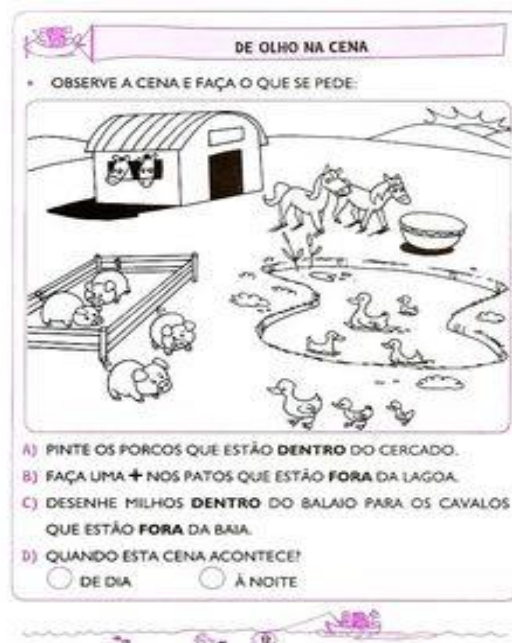 DE OLHO NA CENA
• OBSERVE A CENA E FAÇA O QUE SE PEDE:
A) PINTE OS PORCOS QUE ESTÃO DENTRO DO CERCADO.
B) FAÇA UMA + NOS PATOS QUE ESTÃO FORA DA LAGOA.
C) DESENHE MILHOS DENTRO DO BALAIO PARA OS CAVALOS
QUE ESTÃO FORA DA BAIA.
D) QUANDO ESTA CENA ACONTECE?
DE DIA À NOITE